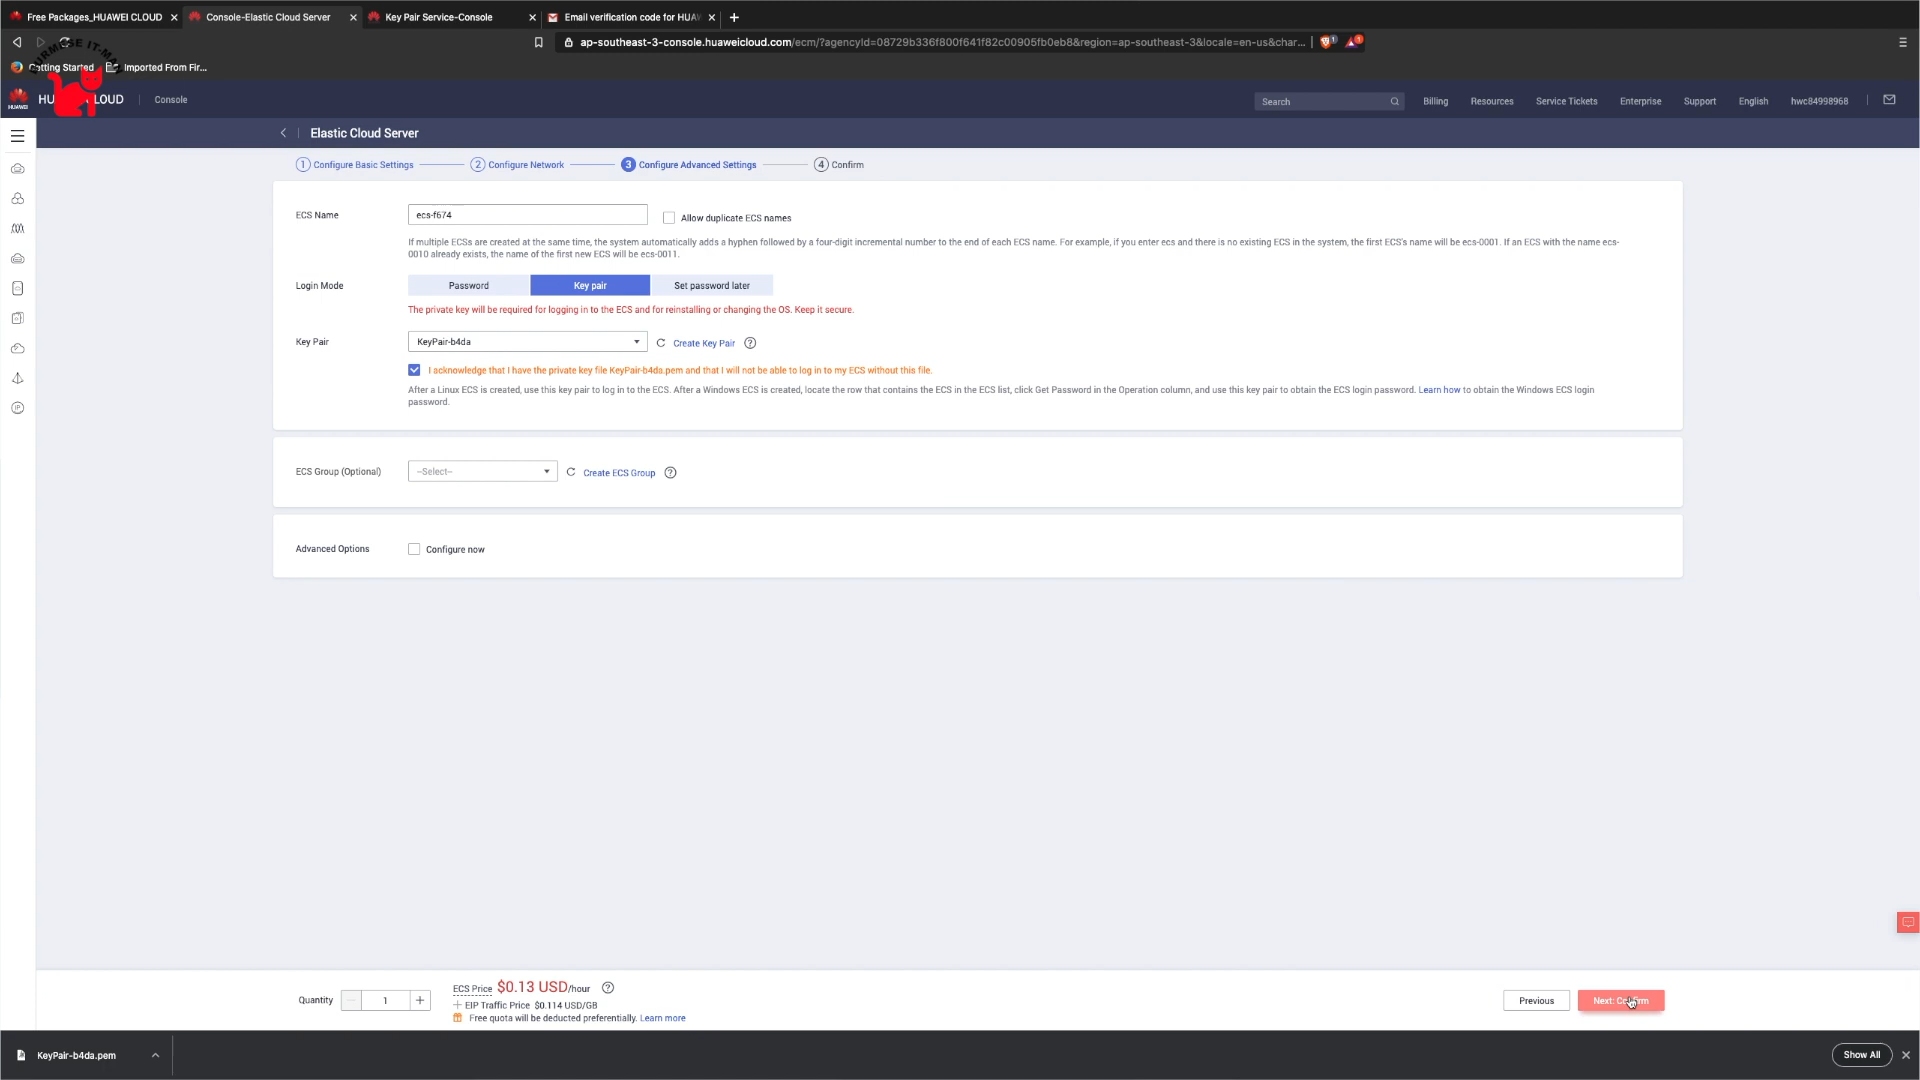 Free Packages_HUAWEI CLOUD
Console-Elastic Cloud Server
Key Pair Service-Console
Email verification code for HUAW
ap-southeast-3-console.huaweicloud.com/ecm/?agencyId=08729b336f800f641f82c00905fb0eb8&region=ap-southeast-3&locale=en-us&char...
Getting Started
Imported From Fir...
HUAWEI
Console
Search
Billing
Resources
Service Tickets
Enterprise
Support
English
hwc84998968
Elastic Cloud Server
1 Configure Basic Settings
2 Configure Network
3 Configure Advanced Settings
4 Confirm
ECS Name
ecs-f674
Allow duplicate ECS names
If multiple ECSs are created at the same time, the system automatically adds a hyphen followed by a four-digit incremental number to the end of each ECS name. For example, if you enter ecs and there is no existing ECS in the system, the first ECS's name will be ecs-0001. If an ECS with the name ecs-
0010 already exists, the name of the first new ECS will be ecs-0011.
Login Mode
Password
Key pair
Set password later
The private key will be required for logging in to the ECS and for reinstalling or changing the OS. Keep it secure.
Key Pair
KeyPair-b4da
Create Key Pair
I acknowledge that I have the private key file KeyPair-b4da.pem and that I will not be able to log in to my ECS without this file.
After a Linux ECS is created, use this key pair to log in to the ECS. After a Windows ECS is created, locate the row that contains the ECS in the ECS list, click Get Password in the Operation column, and use this key pair to obtain the ECS login password. Learn how to obtain the Windows ECS login
password.
ECS Group (Optional)
--Select--
Create ECS Group
Advanced Options
Configure now
Quantity
1
ECS Price $0.13 USD/hour
+ EIP Traffic Price $0.114 USD/GB
Free quota will be deducted preferentially. Learn more
Previous
Next: Confirm
KeyPair-b4da.pem
Show All